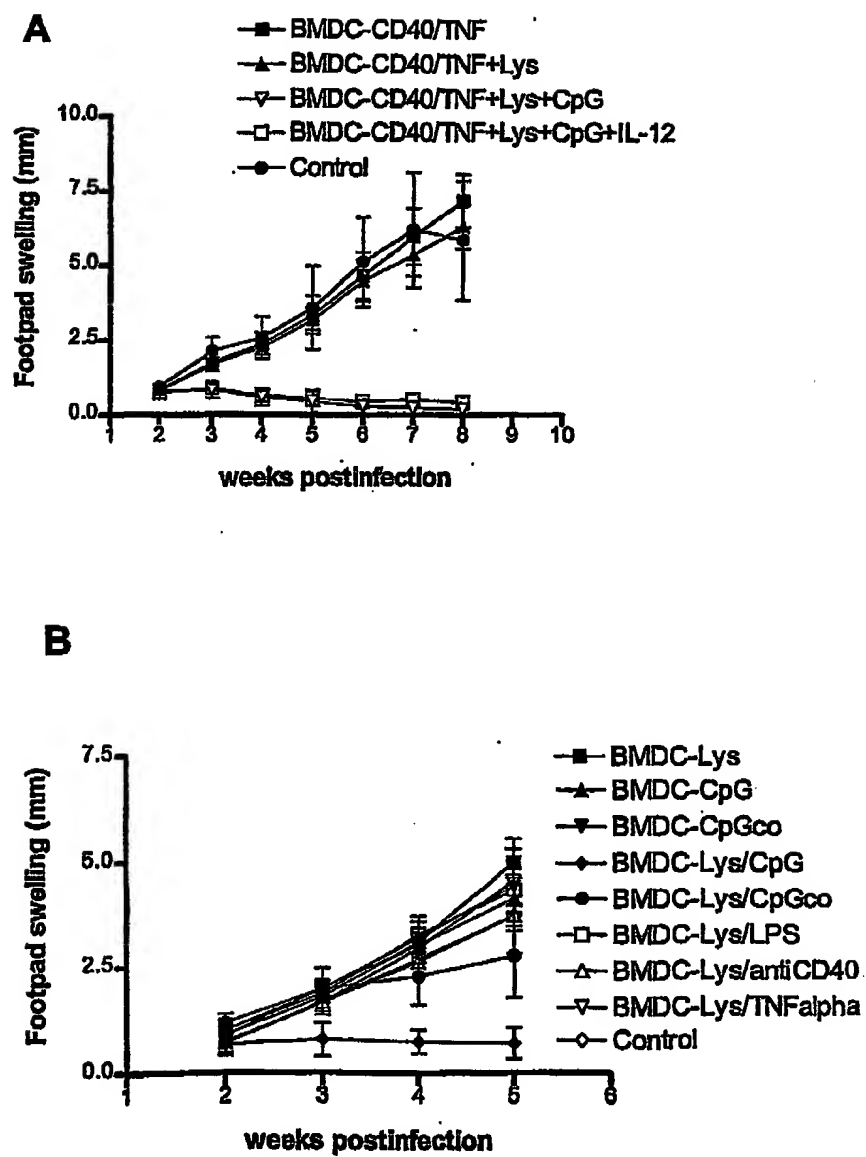 A
BMDC-CD40/TNF
BMDC-CD40/TNF+Lys
BMDC-CD40/TNF+Lys+CpG
BMDC-CD40/TNF+Lys+CpG+IL-12
Control
Footpad swelling (mm)
10.0
7.5
5.0
2.5
0.0
1 2 3 4 5 6 7 8 9 10
weeks postinfection
B
Footpad swelling (mm)
7.5
5.0
2.5
0.0
1 2 3 4 5 6
weeks postinfection
BMDC-Lys
BMDC-CpG
BMDC-CpGco
BMDC-Lys/CpG
BMDC-Lys/CpGco
BMDC-Lys/LPS
BMDC-Lys/antiCD40
BMDC-Lys/TNFalpha
Control